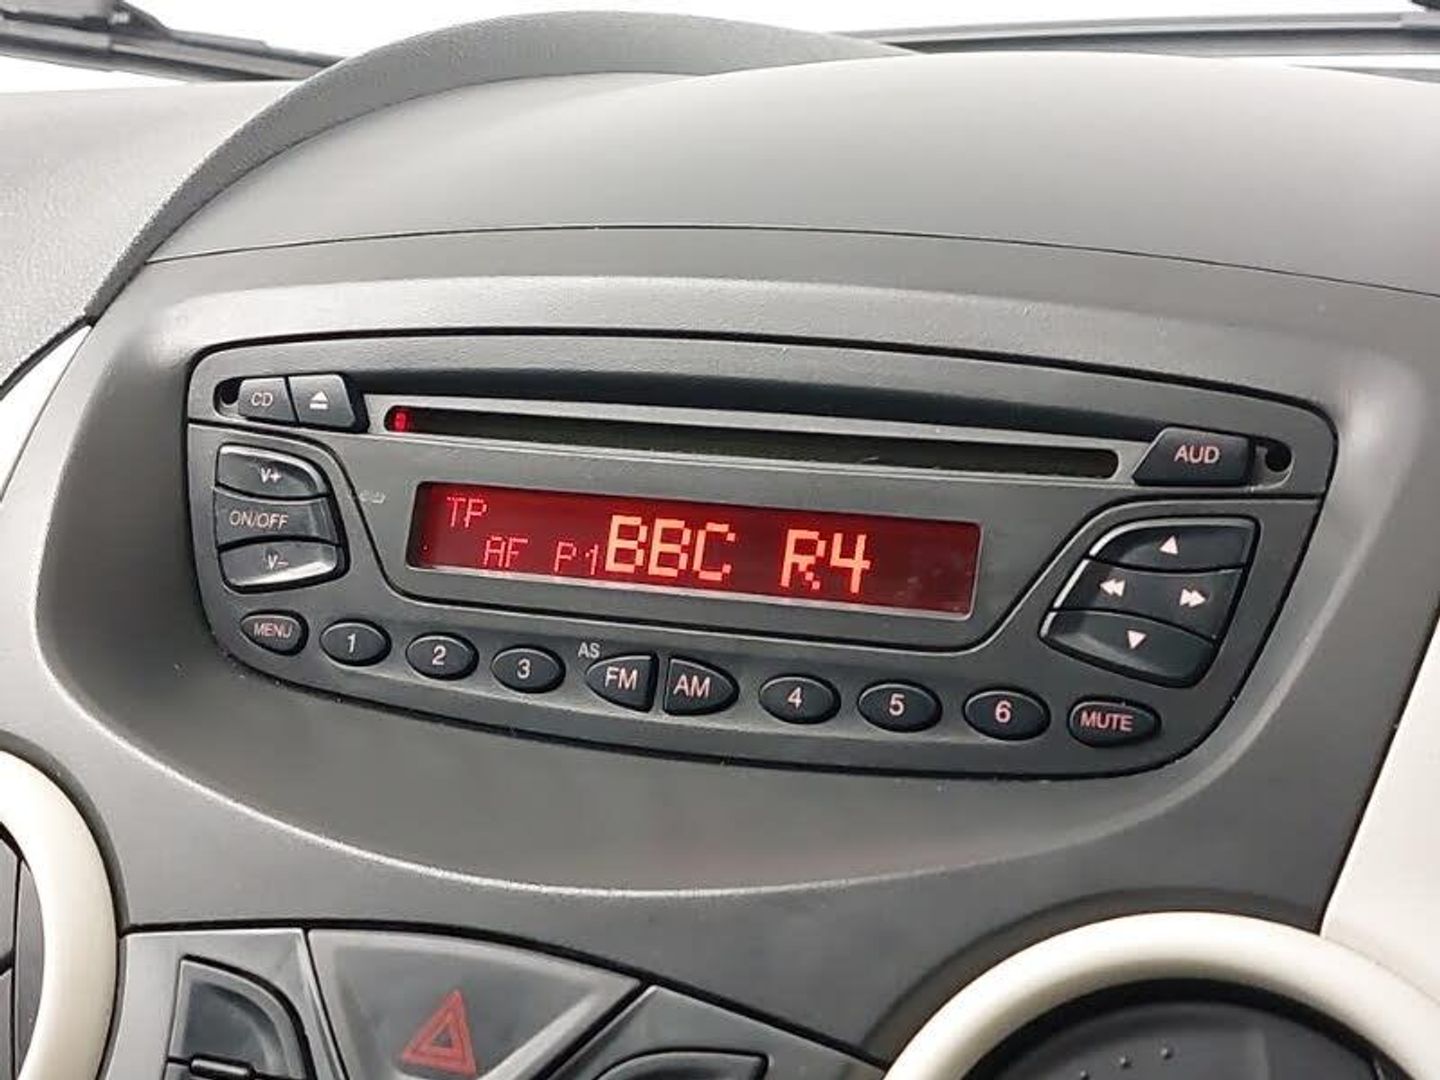 CD
AUD
V+
ON/OFF
V-
TP
AF P1 BBC R4
MENU 1 2 3 AS FM AM 4 5 6 MUTE